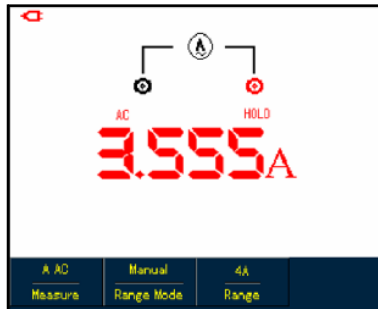 A
AC HOLD
3.555A
A AC Manual 4A
Measure Range Mode Range